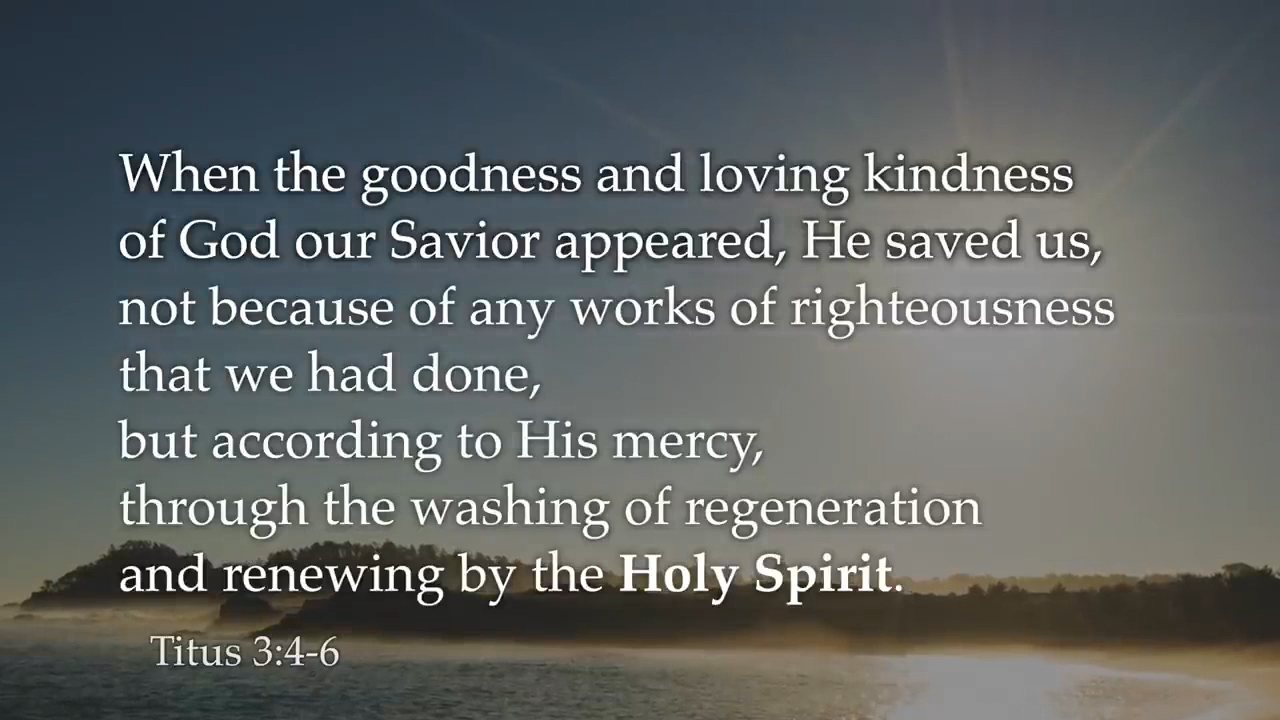 When the goodness and loving kindness
of God our Savior appeared, He saved us,
not because of any works of righteousness
that we had done,
but according to His mercy,
through the washing of regeneration
and renewing by the Holy Spirit.
Titus 3:4-6